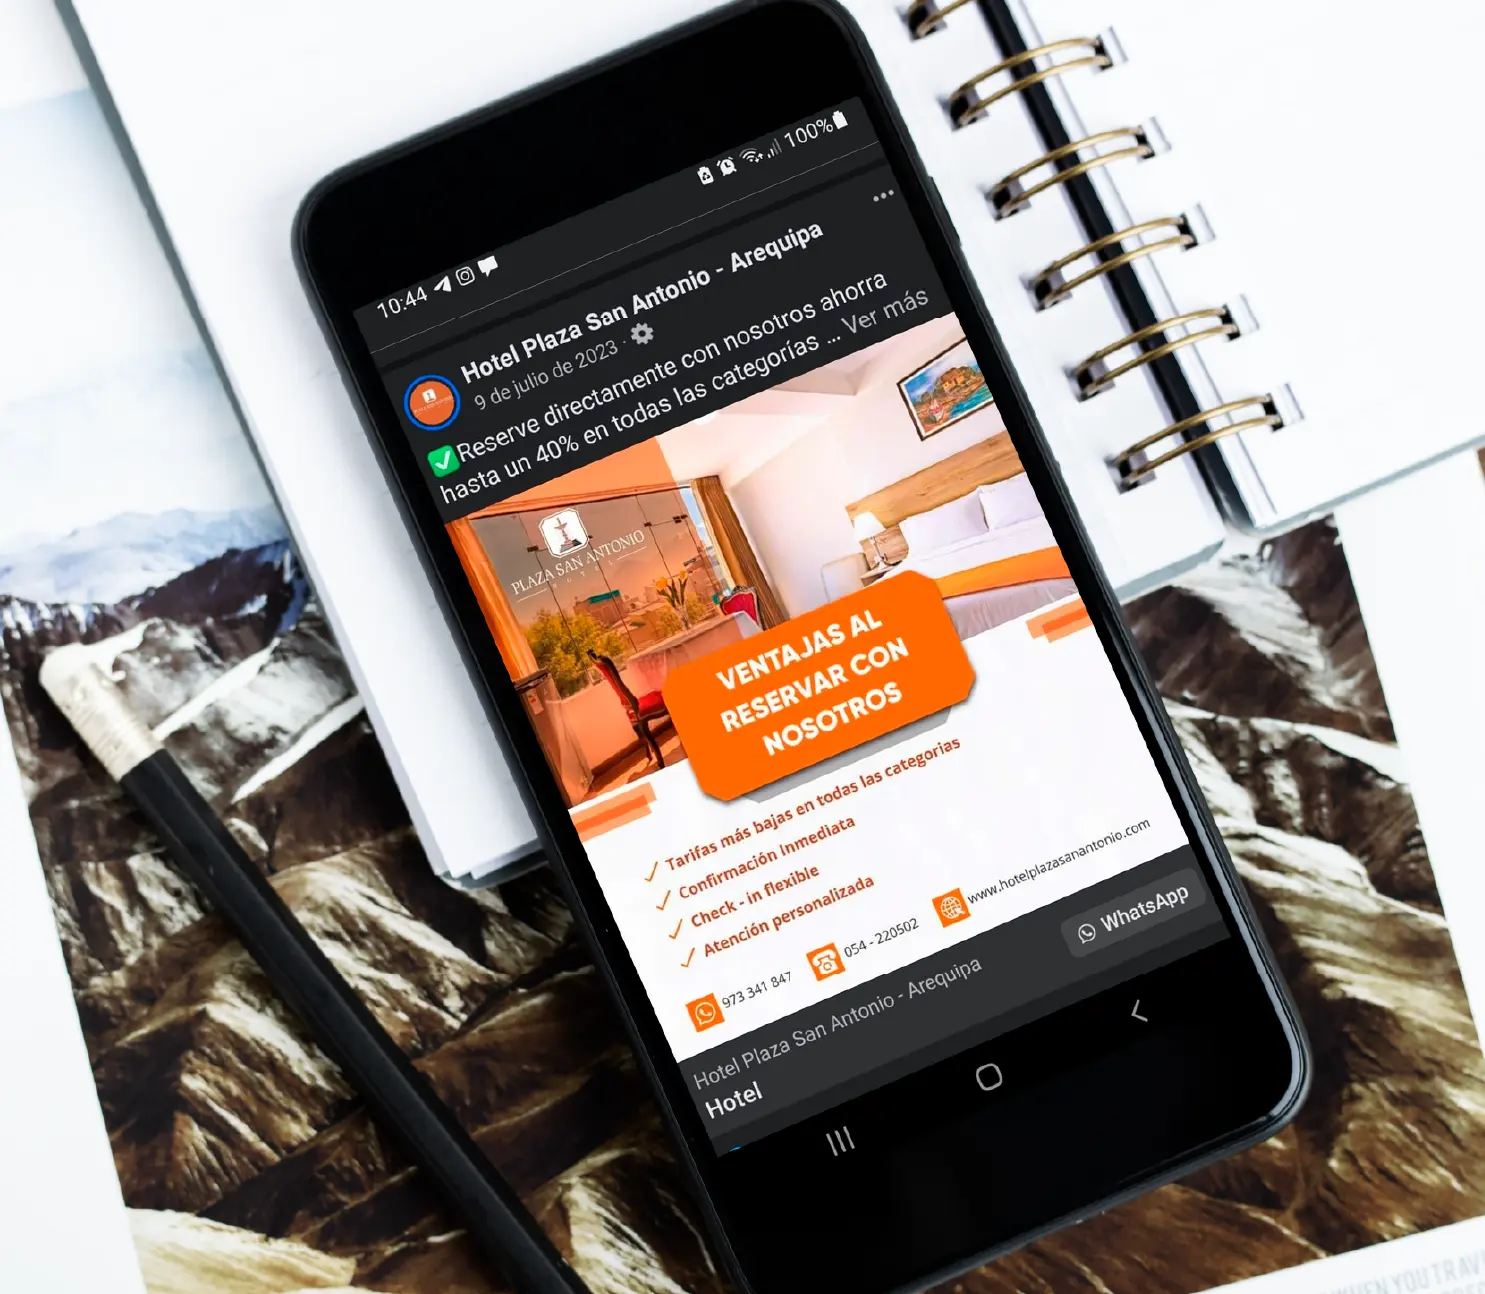 10:44 100%
Hotel Plaza San Antonio - Arequipa
9 de julio de 2023 ·
✅Reserve directamente con nosotros ahorra
hasta un 40% en todas las categorías ... Ver más
PLAZA SAN ANTONIO
HOTEL
VENTAJAS AL
RESERVAR CON
NOSOTROS
Tarifas más bajas en todas las categorias
Confirmación Inmediata
Check - in flexible
Atención personalizada
973 341 847
054 - 220502
www.hotelplazasanantonio.com
Hotel Plaza San Antonio - Arequipa
Hotel
WhatsApp
WHEN YOU TRAV